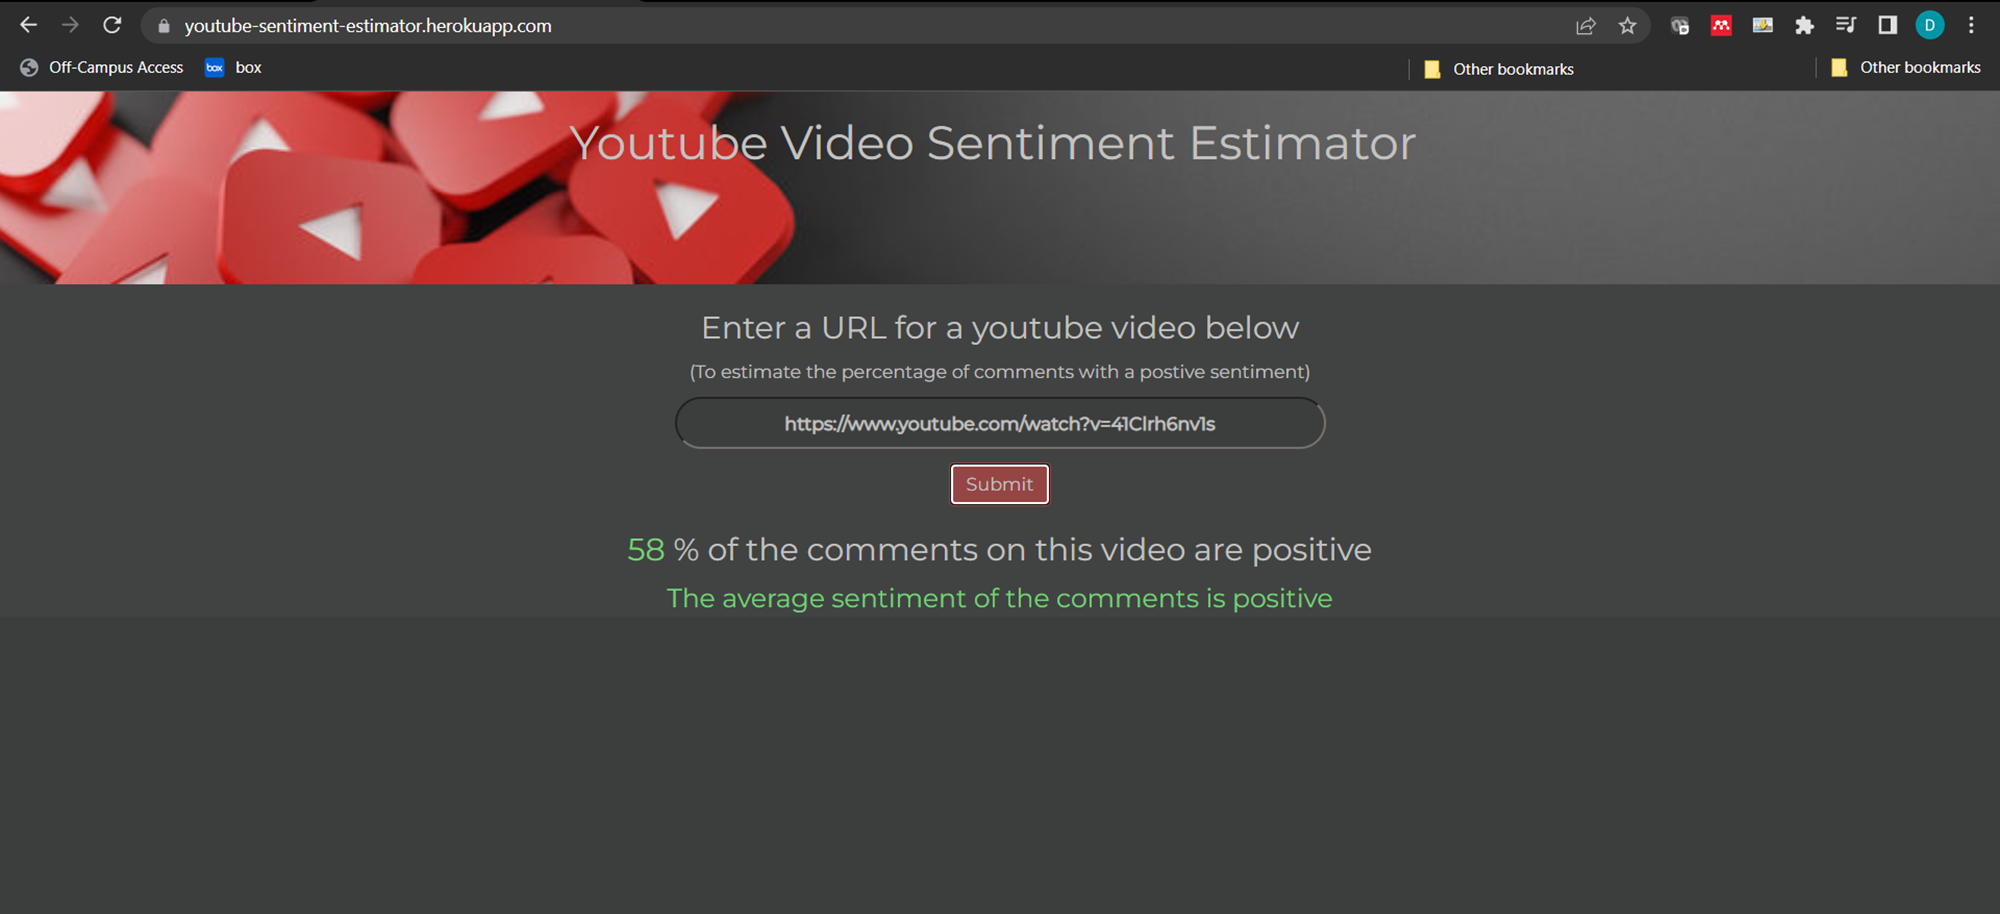 youtube-sentiment-estimator.herokuapp.com
D
Off-Campus Access box box Other bookmarks Other bookmarks
Youtube Video Sentiment Estimator
Enter a URL for a youtube video below
(To estimate the percentage of comments with a postive sentiment)
https://www.youtube.com/watch?v=41Clrh6nv1s
Submit
58 % of the comments on this video are positive
The average sentiment of the comments is positive